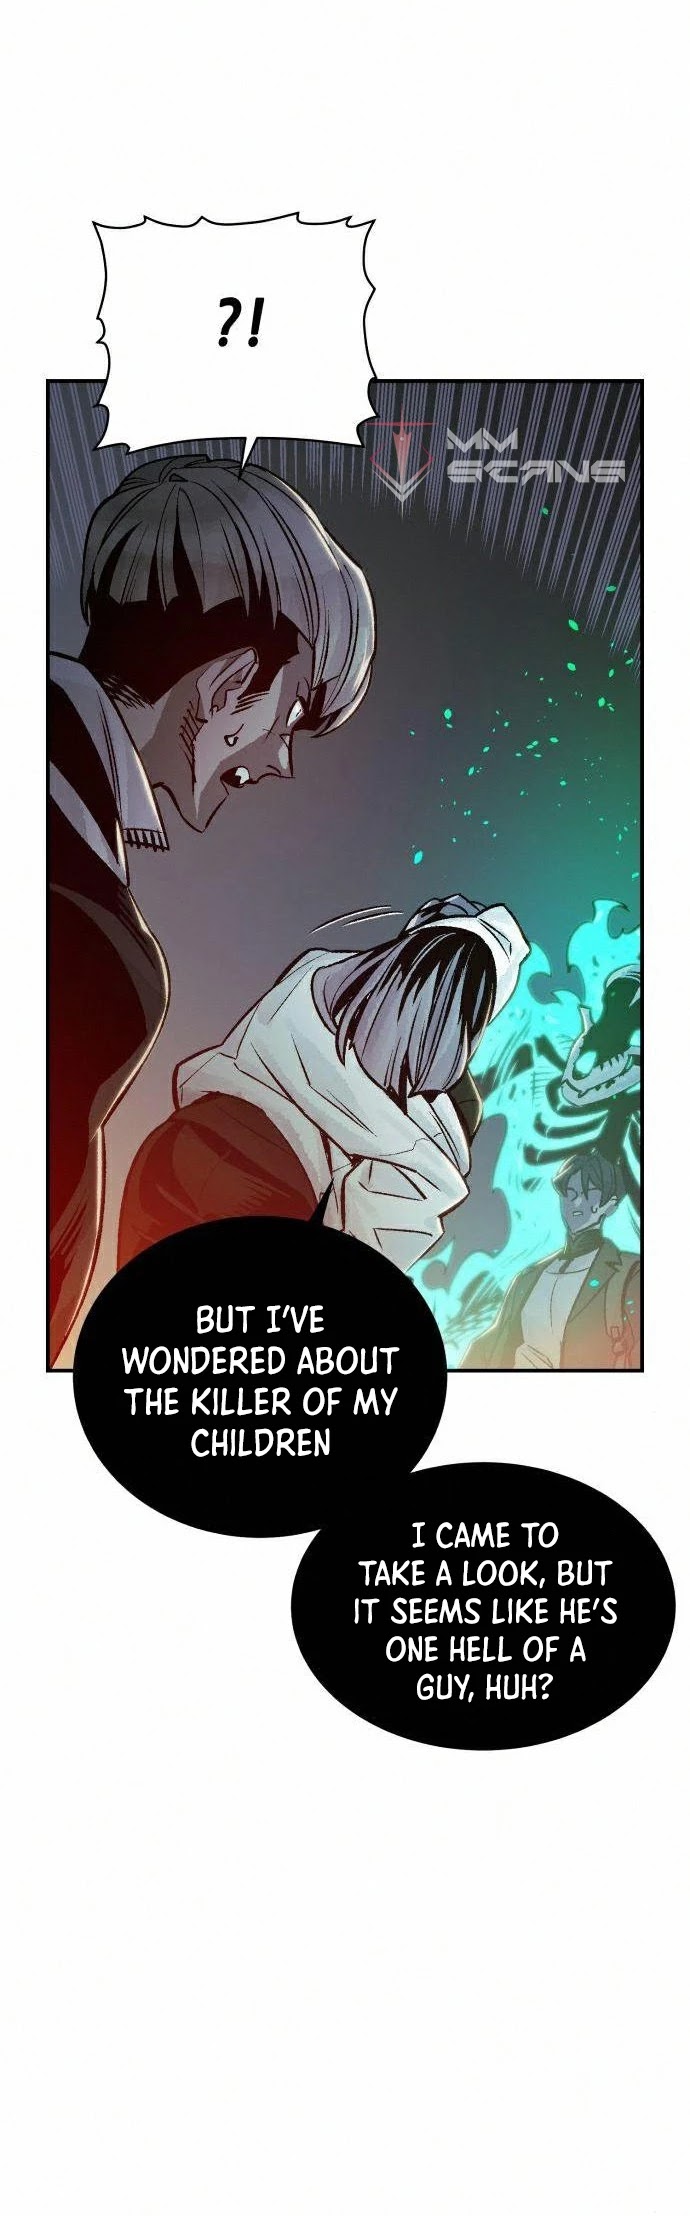 ?!
MM
SCANS
BUT I'VE
WONDERED ABOUT
THE KILLER OF MY
CHILDREN
I CAME TO
TAKE A LOOK, BUT
IT SEEMS LIKE HE'S
ONE HELL OF A
GUY, HUH?